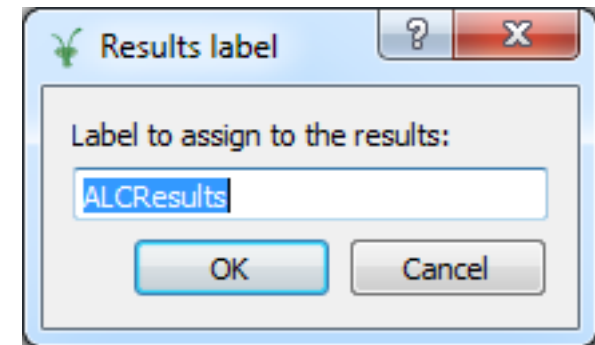 Results label
Label to assign to the results:
ALCResults
OK Cancel